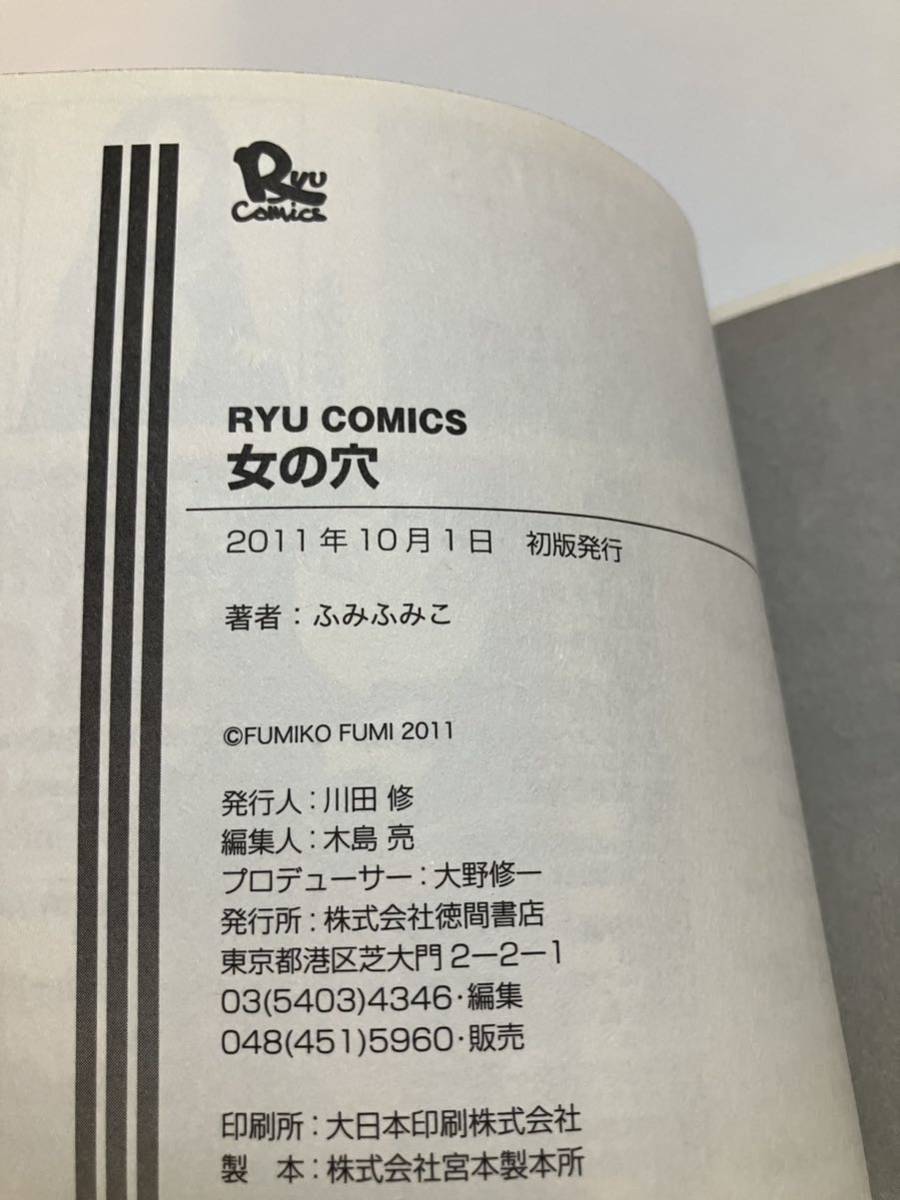 Ryu
Comics
RYU COMICS
女の穴
2011年10月1日 初版発行
著者：ふみふみこ
©FUMIKO FUMI 2011
発行人：川田 修
編集人：木島 亮
プロデューサー：大野修一
発行所：株式会社徳間書店
東京都港区芝大門2ー2ー1
03(5403)4346・編集
048(451)5960・販売
印刷所：大日本印刷株式会社
製 本：株式会社宮本製本所